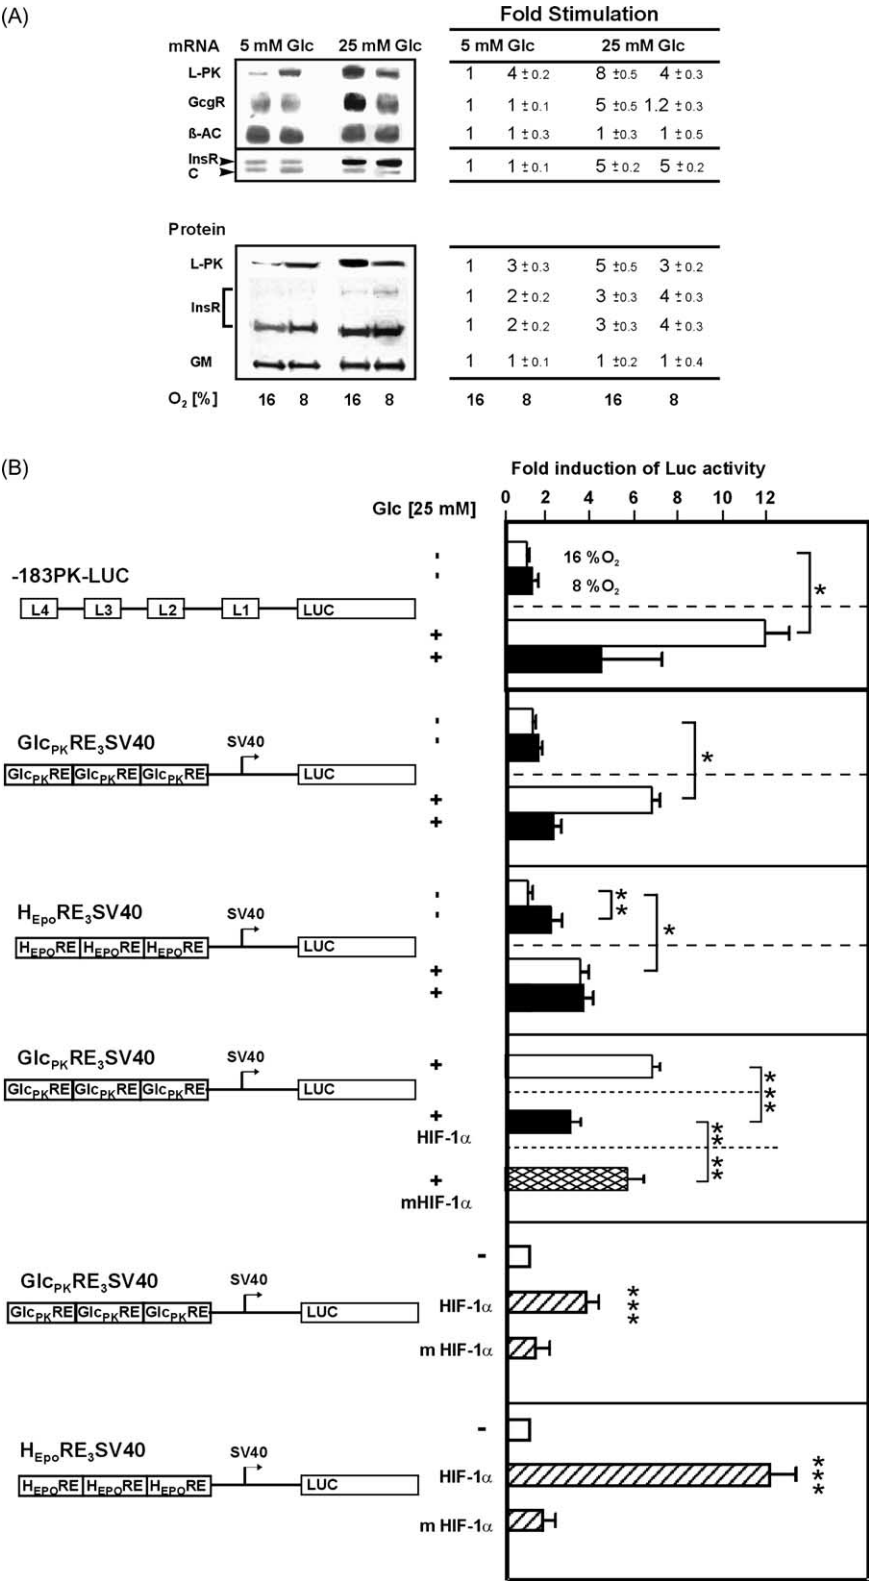 (A)
Fold Stimulation
mRNA 5 mM Glc 25 mM Glc 5 mM Glc 25 mM Glc
L-PK 1 4 ±0.2 8 ±0.5 4 ±0.3
GcgR 1 1 ±0.1 5 ±0.5 1.2 ±0.3
ß-AC 1 1 ±0.3 1 ±0.3 1 ±0.5
InsR 1 1 ±0.1 5 ±0.2 5 ±0.2
C
Protein
L-PK 1 3 ±0.3 5 ±0.5 3 ±0.2
1 2 ±0.2 3 ±0.3 4 ±0.3
InsR
1 2 ±0.2 3 ±0.3 4 ±0.3
GM 1 1 ±0.1 1 ±0.2 1 ±0.4
O₂ [%] 16 8 16 8 16 8 16 8
(B)
Fold induction of Luc activity
Glc [25 mM] 0 2 4 6 8 10 12
-
16 %O₂
-183PK-LUC
-
8 %O₂
*
L4 L3 L2 L1 LUC
+
+
-
GlcPKRE₃SV40 SV40
-
*
GlcPKRE GlcPKRE GlcPKRE LUC
+
+
-
**
HEpoRE₃SV40 SV40
-
*
HEPORE HEPORE HEPORE LUC
+
+
GlcPKRE₃SV40 SV40
+
***
GlcPKRE GlcPKRE GlcPKRE LUC
+
HIF-1α
****
+
mHIF-1α
-
GlcPKRE₃SV40 SV40
GlcPKRE GlcPKRE GlcPKRE LUC
HIF-1α ***
m HIF-1α
-
HEpoRE₃SV40 SV40
HEPORE HEPORE HEPORE LUC
HIF-1α ***
m HIF-1α